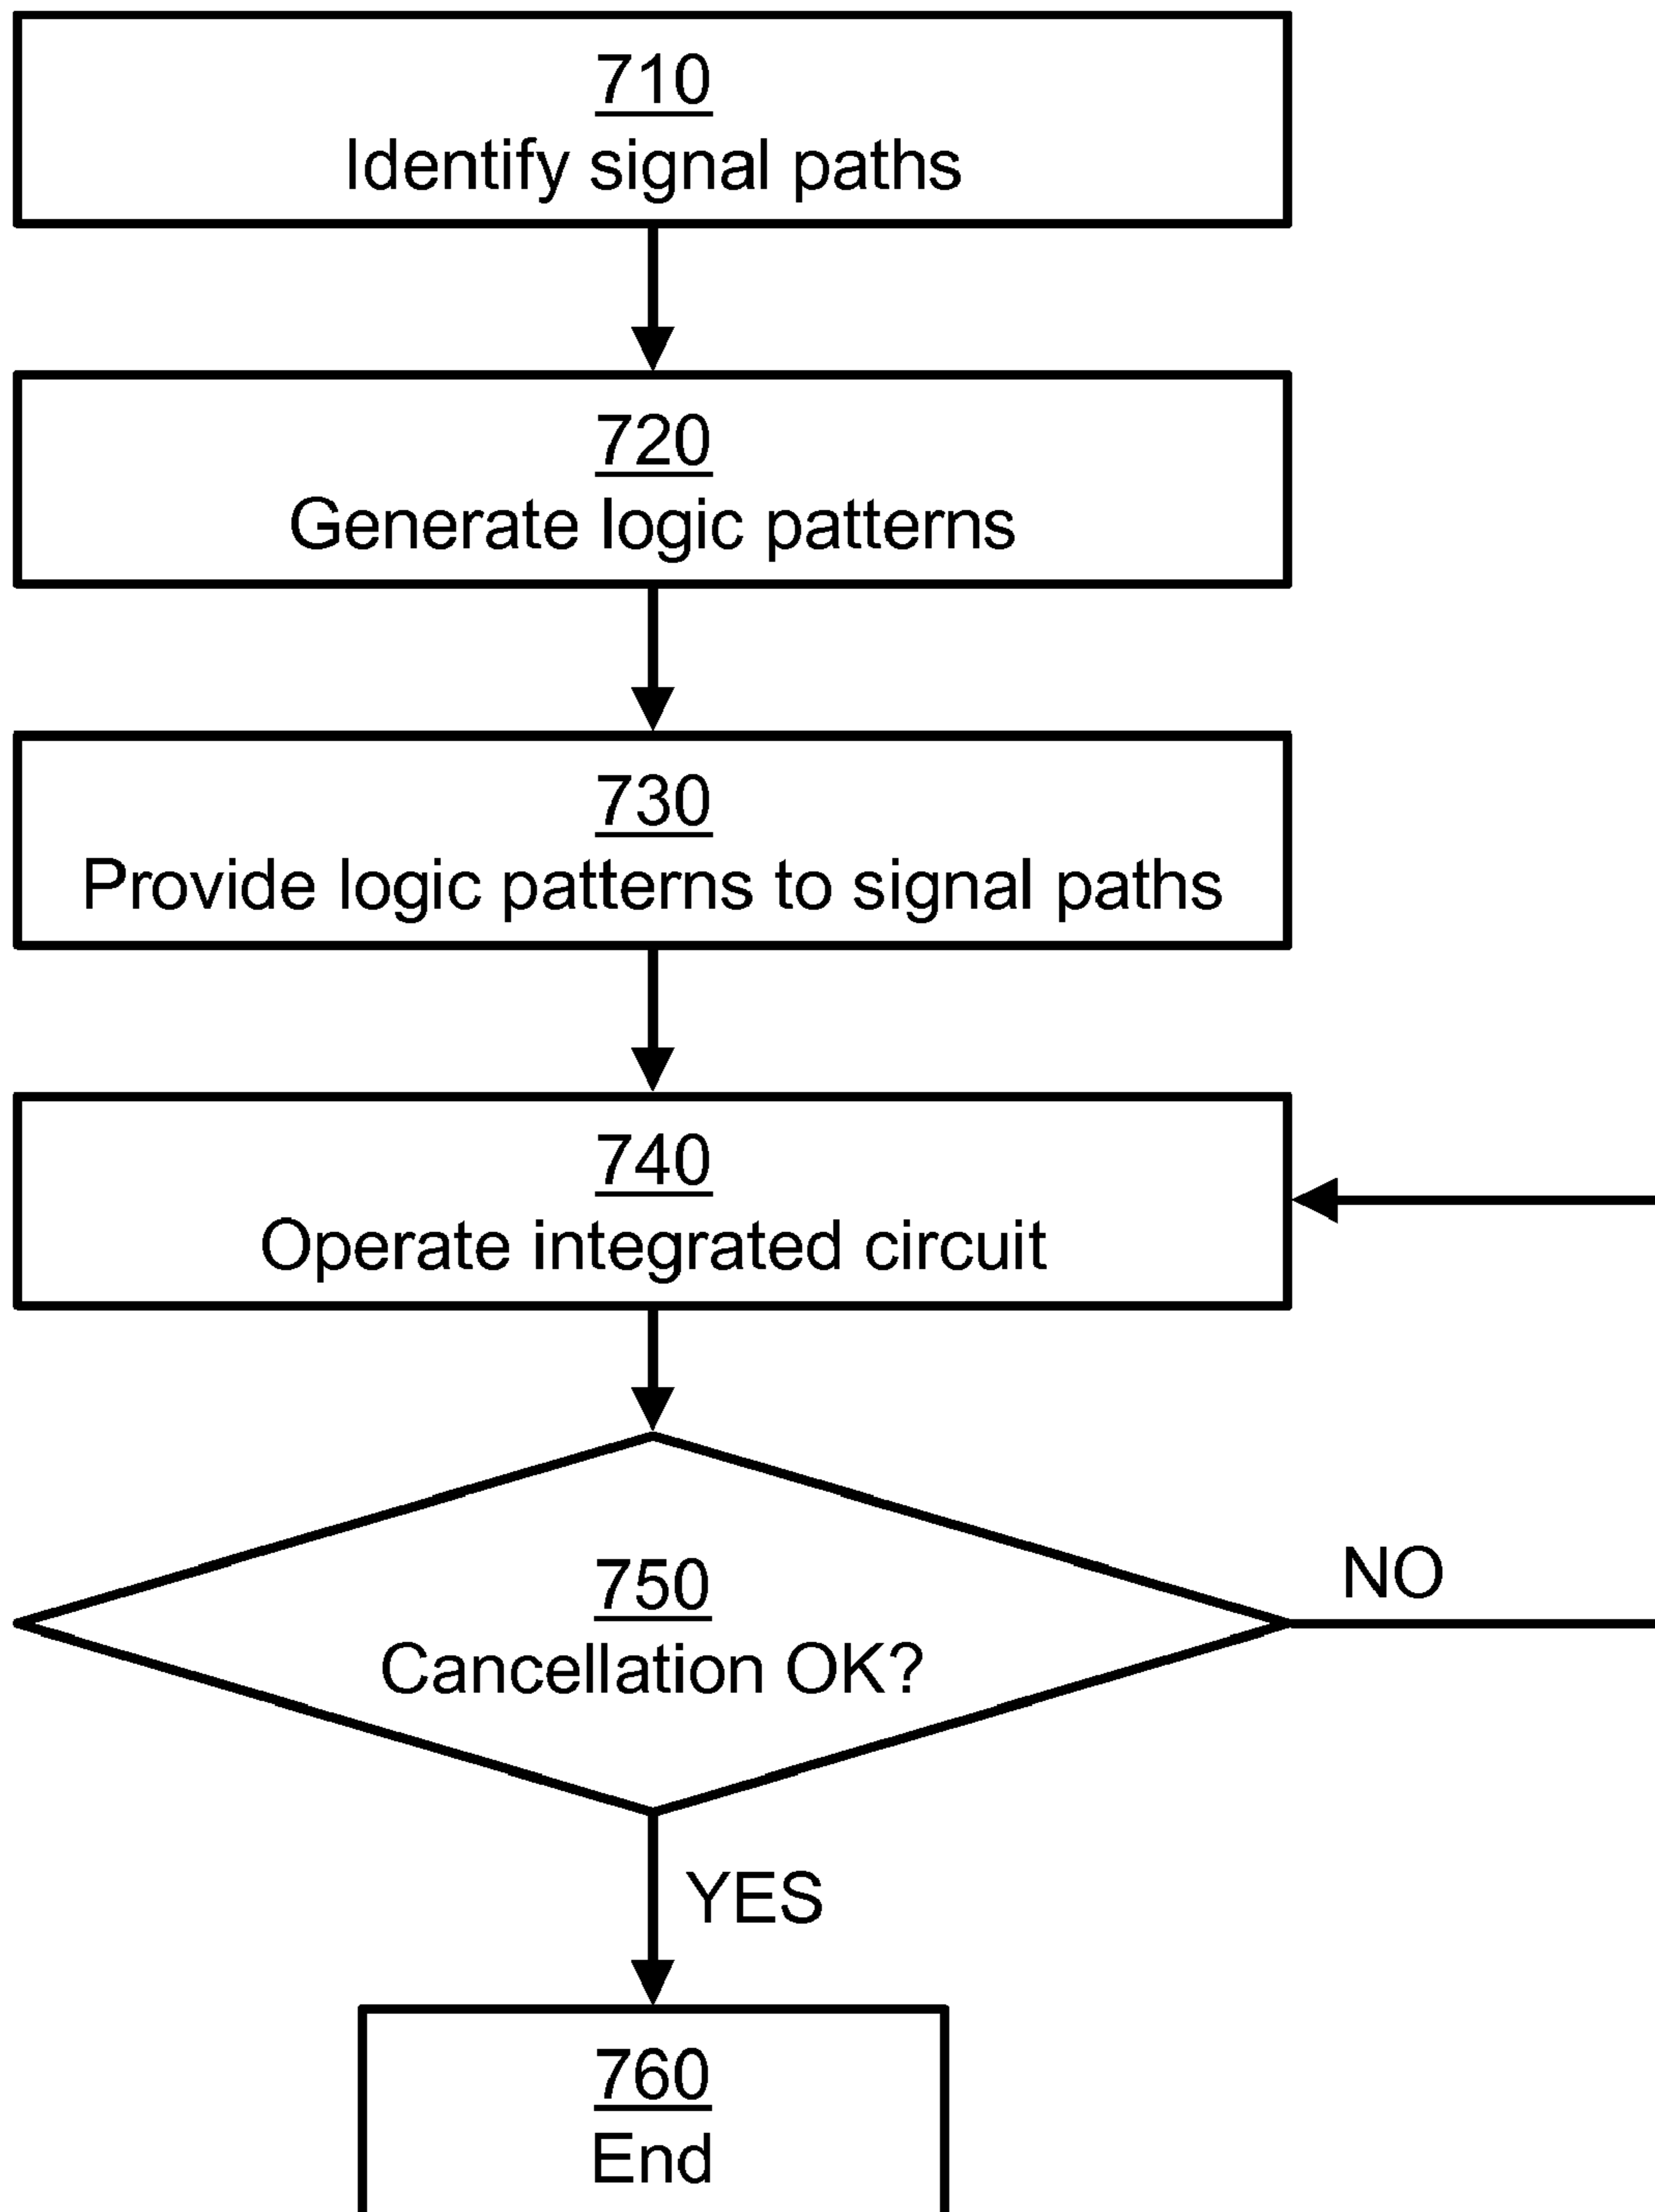 710
Identify signal paths
720
Generate logic patterns
730
Provide logic patterns to signal paths
740
Operate integrated circuit
750
Cancellation OK?
NO
YES
760
End